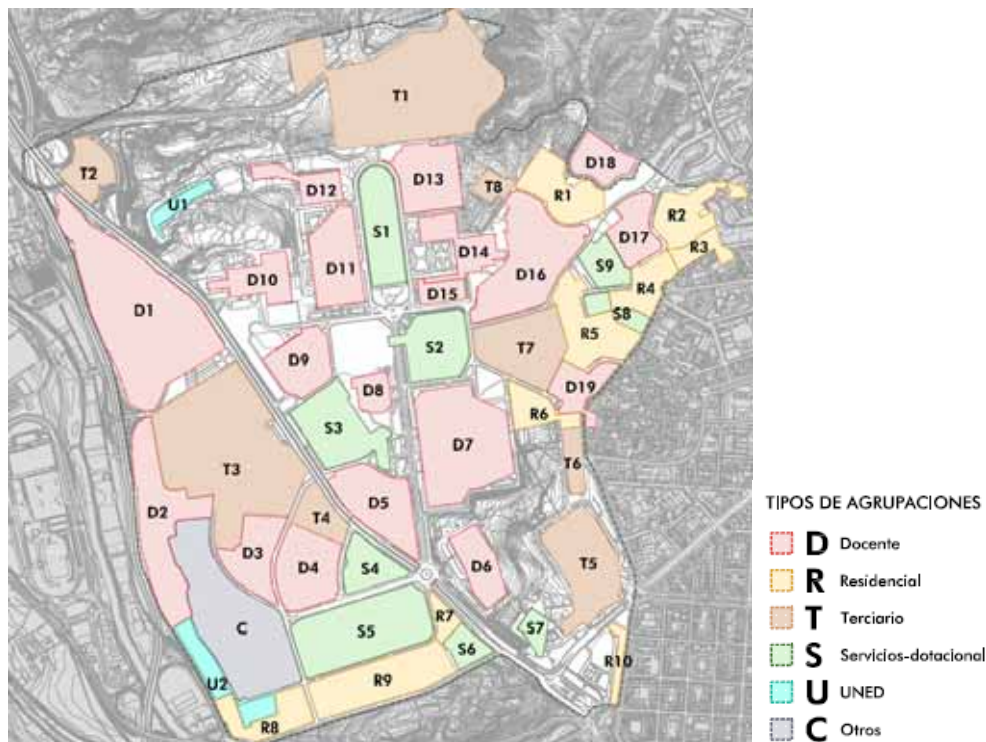 T1
D18
T2
D12
D13
T8
R1
U1
R2
S1
D17
D14
R3
D10
D11
D16
S9
R4
D15
D1
S8
R5
S2
T7
D9
D8
D19
R6
S3
D7
T6
T3
D5
D2
T4
D3
D4
S4
D6
T5
C
S5
R7
S7
S6
U2
R9
R10
R8
TIPOS DE AGRUPACIONES
D Docente
R Residencial
T Terciario
S Servicios-dotacional
U UNED
C Otros